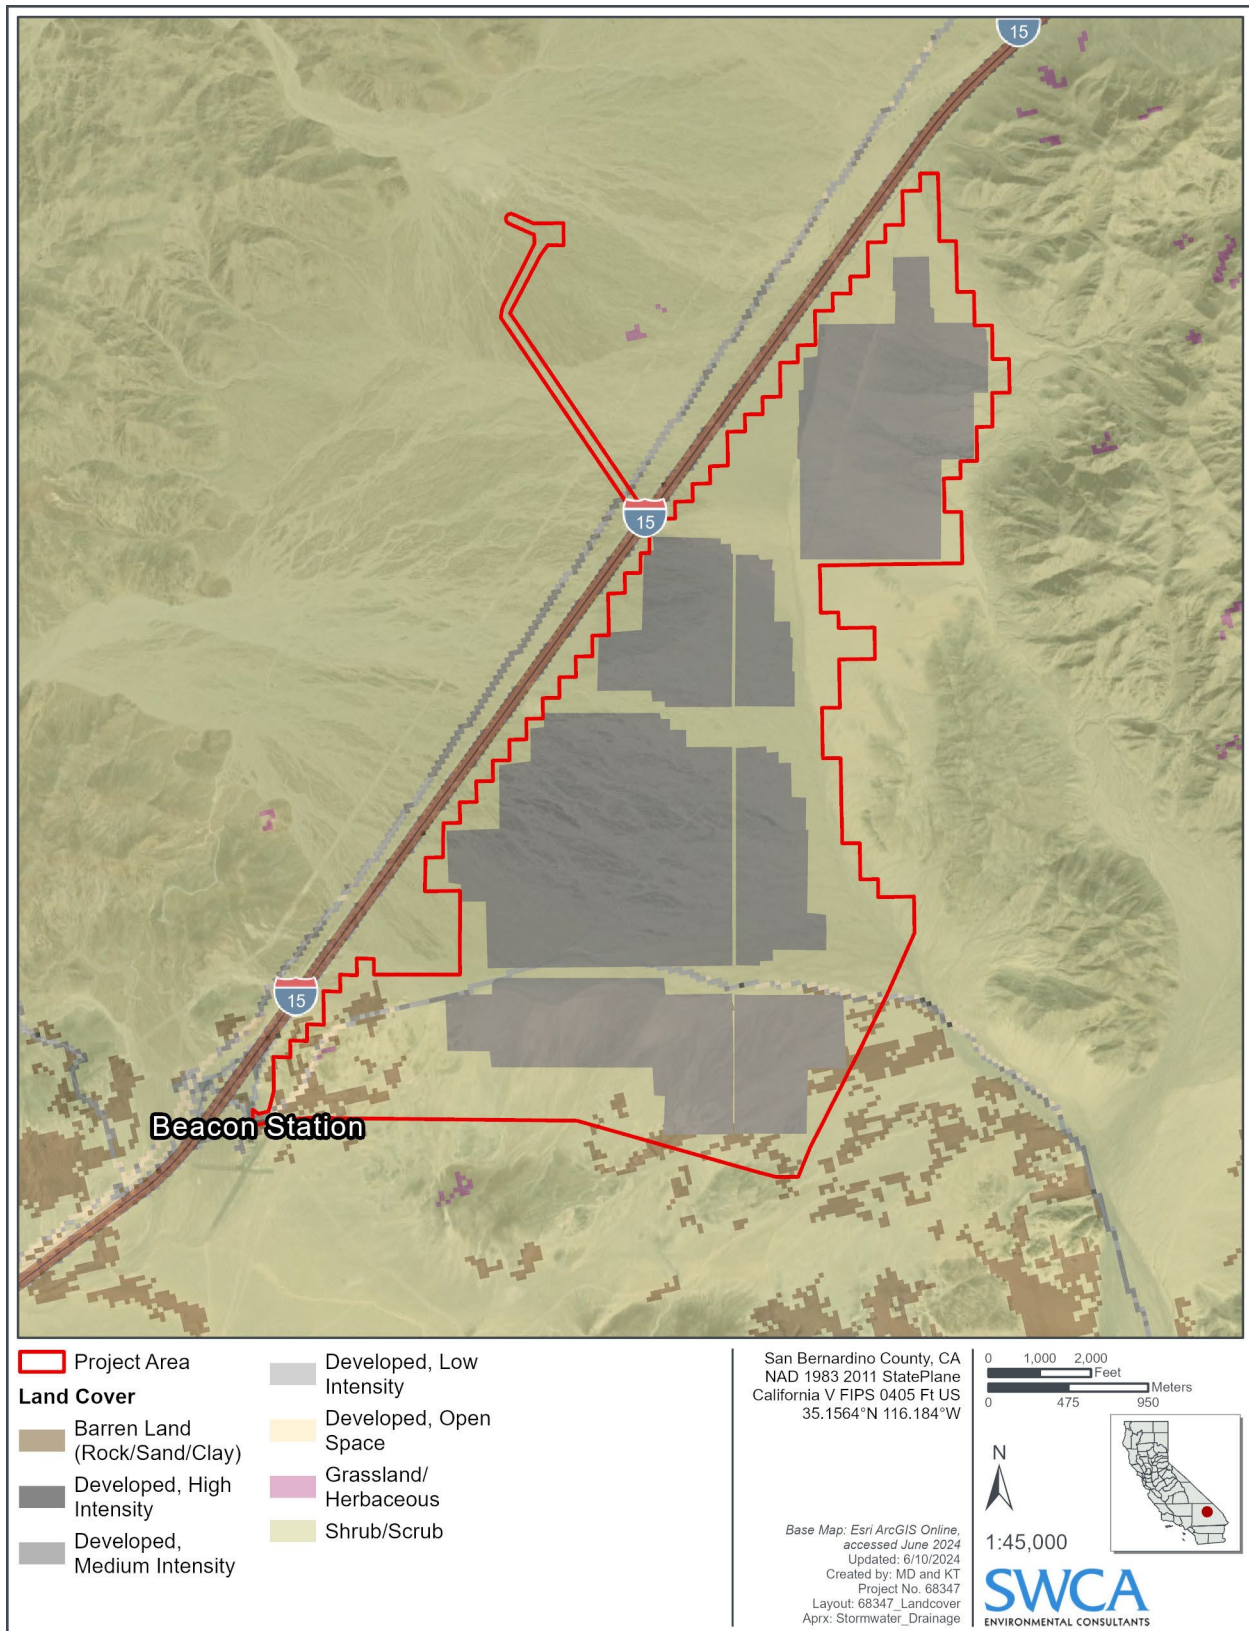 15
15
15
Beacon Station
Project Area
Land Cover
Barren Land
(Rock/Sand/Clay)
Developed, High
Intensity
Developed,
Medium Intensity
Developed, Low
Intensity
Developed, Open
Space
Grassland/
Herbaceous
Shrub/Scrub
San Bernardino County, CA
NAD 1983 2011 StatePlane
California V FIPS 0405 Ft US
35.1564°N 116.184°W
Base Map: Esri ArcGIS Online,
accessed June 2024
Updated: 6/10/2024
Created by: MD and KT
Project No. 68347
Layout: 68347_Landcover
Aprx: Stormwater_Drainage
0 1,000 2,000
Feet
Meters
0 475 950
N
1:45,000
SWCA
ENVIRONMENTAL CONSULTANTS